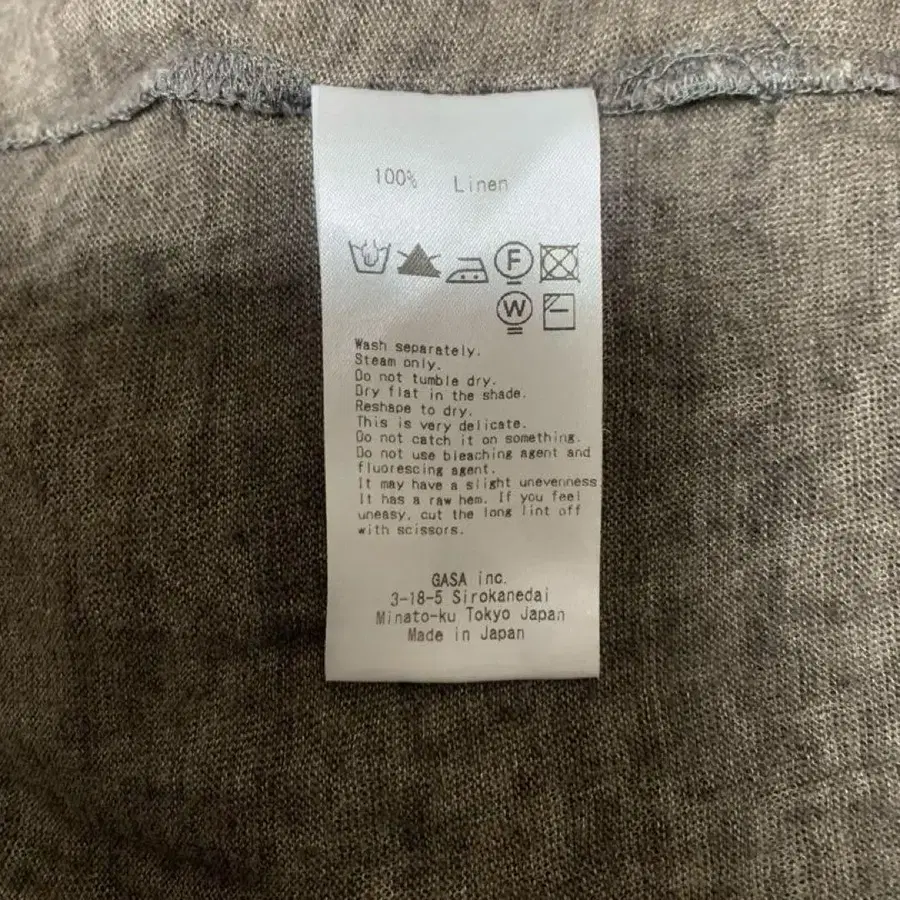 100% Linen
F
W
Wash separately.
Steam only.
Do not tumble dry.
Dry flat in the shade.
Reshape to dry.
This is very delicate.
Do not catch it on something.
Do not use bleaching agent and
fluorescing agent.
It may have a slight unevenness
It has a raw hem. If you feel
uneasy, cut the long lint off
with scissors.
GASA inc.
3-18-5 Sirokanedai
Minato-ku Tokyo Japan
Made in Japan